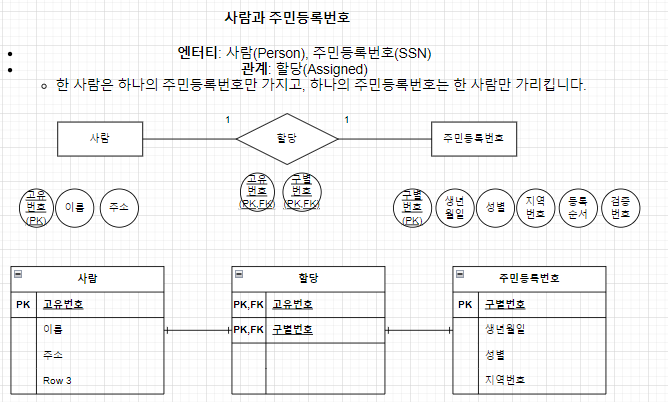 사람과 주민등록번호
엔터티: 사람(Person), 주민등록번호(SSN)
관계: 할당(Assigned)
한 사람은 하나의 주민등록번호만 가지고, 하나의 주민등록번호는 한 사람만 가리킵니다.
사람
1
할당
1
주민등록번호
고유
번호
(PK)
이름
주소
고유
번호
(PK,FK)
구별
번호
(PK,FK)
구별
번호
(PK)
생년
월일
성별
지역
번호
등록
순서
검증
번호
사람
PK 고유번호
이름
주소
Row 3
할당
PK,FK 고유번호
PK,FK 구별번호
주민등록번호
PK 구별번호
생년월일
성별
지역번호